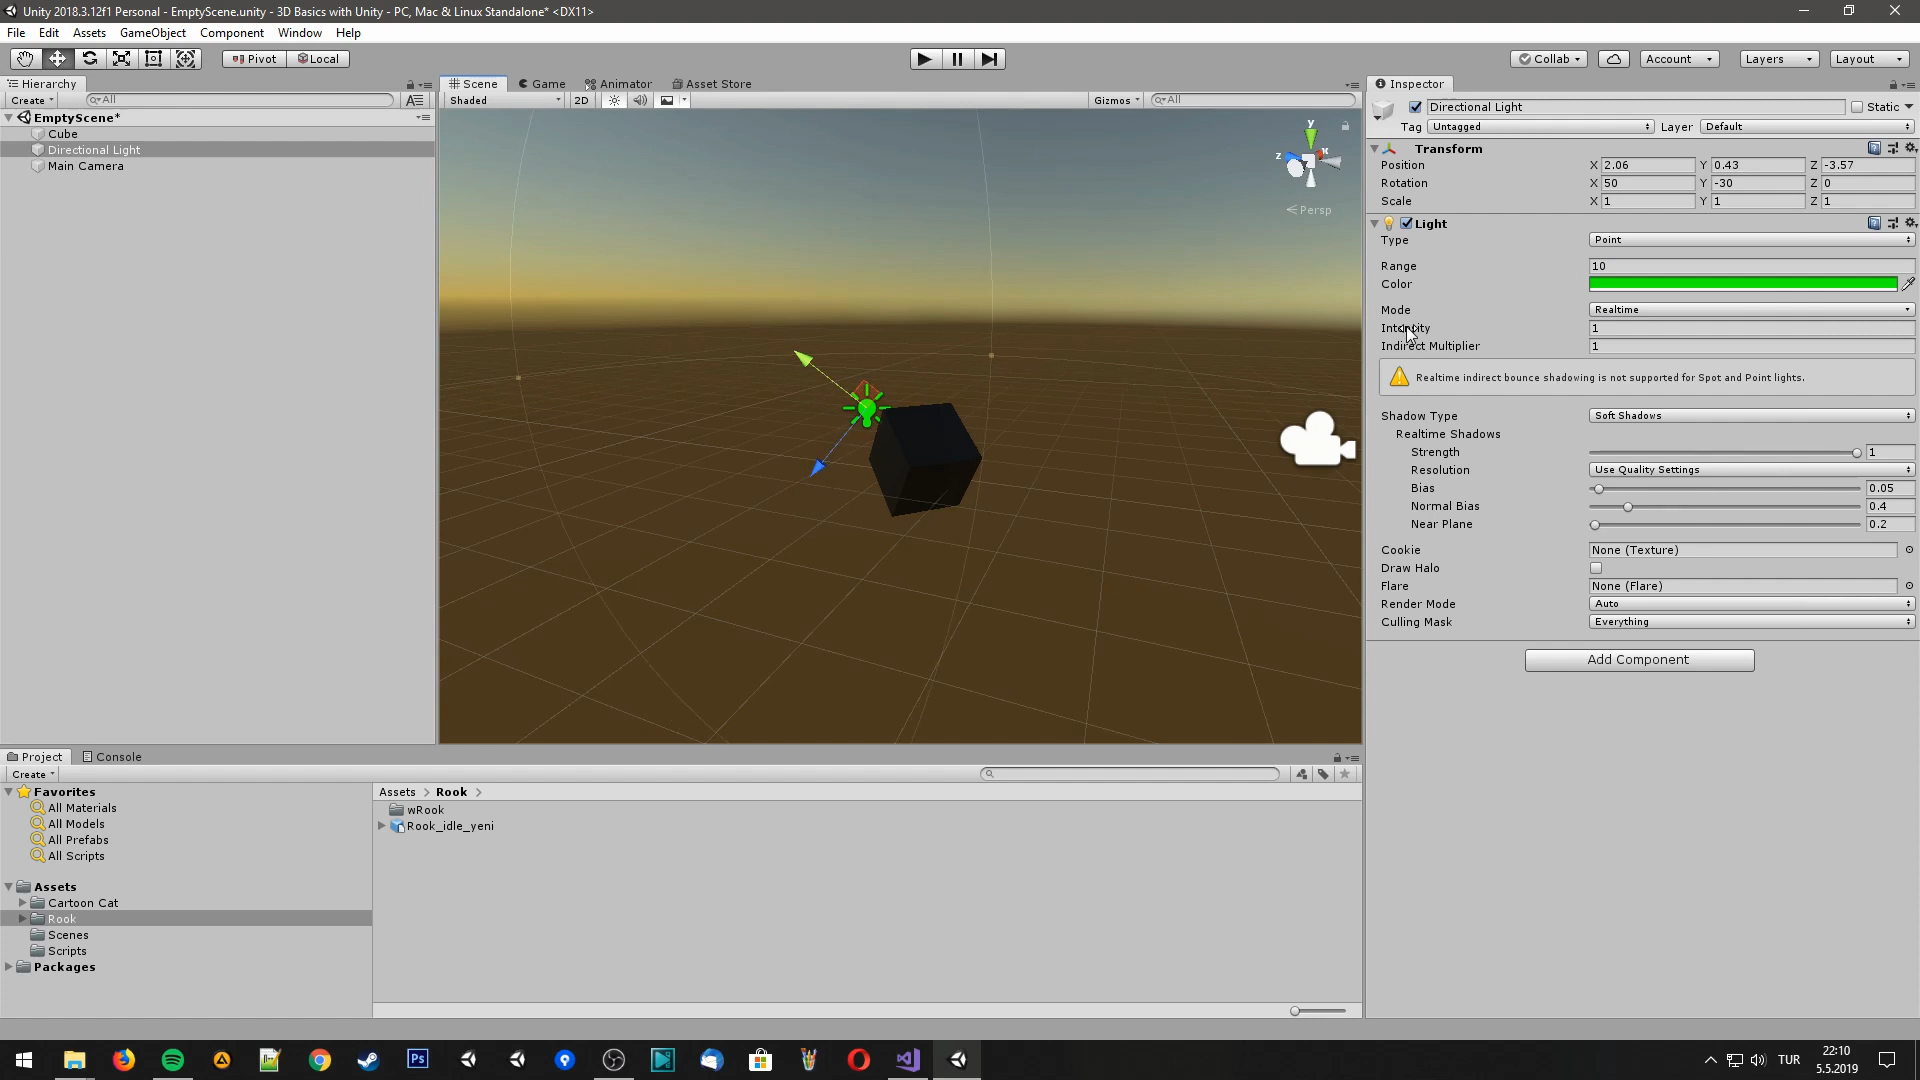 Unity 2018.3.12f1 Personal - EmptyScene.unity - 3D Basics with Unity - PC, Mac & Linux Standalone* <DX11>
File Edit Assets GameObject Component Window Help
Pivot Local Collab Account Layers Layout
Hierarchy
Create All
EmptyScene*
Cube
Directional Light
Main Camera
Scene Game Animator Asset Store
Shaded 2D Gizmos All
y
z x
Persp
Inspector
Directional Light Static
Tag Untagged Layer Default
Transform
Position X 2.06 Y 0.43 Z -3.57
Rotation X 50 Y -30 Z 0
Scale X 1 Y 1 Z 1
Light
Type Point
Range 10
Color
Mode Realtime
Intensity 1
Indirect Multiplier 1
Realtime indirect bounce shadowing is not supported for Spot and Point lights.
Shadow Type Soft Shadows
Realtime Shadows
Strength 1
Resolution Use Quality Settings
Bias 0.05
Normal Bias 0.4
Near Plane 0.2
Cookie None (Texture)
Draw Halo
Flare None (Flare)
Render Mode Auto
Culling Mask Everything
Add Component
Project Console
Create
Favorites
All Materials
All Models
All Prefabs
All Scripts
Assets
Cartoon Cat
Rook
Scenes
Scripts
Packages
Assets > Rook >
wRook
Rook_idle_yeni
Ps
TUR
22:10
5.5.2019